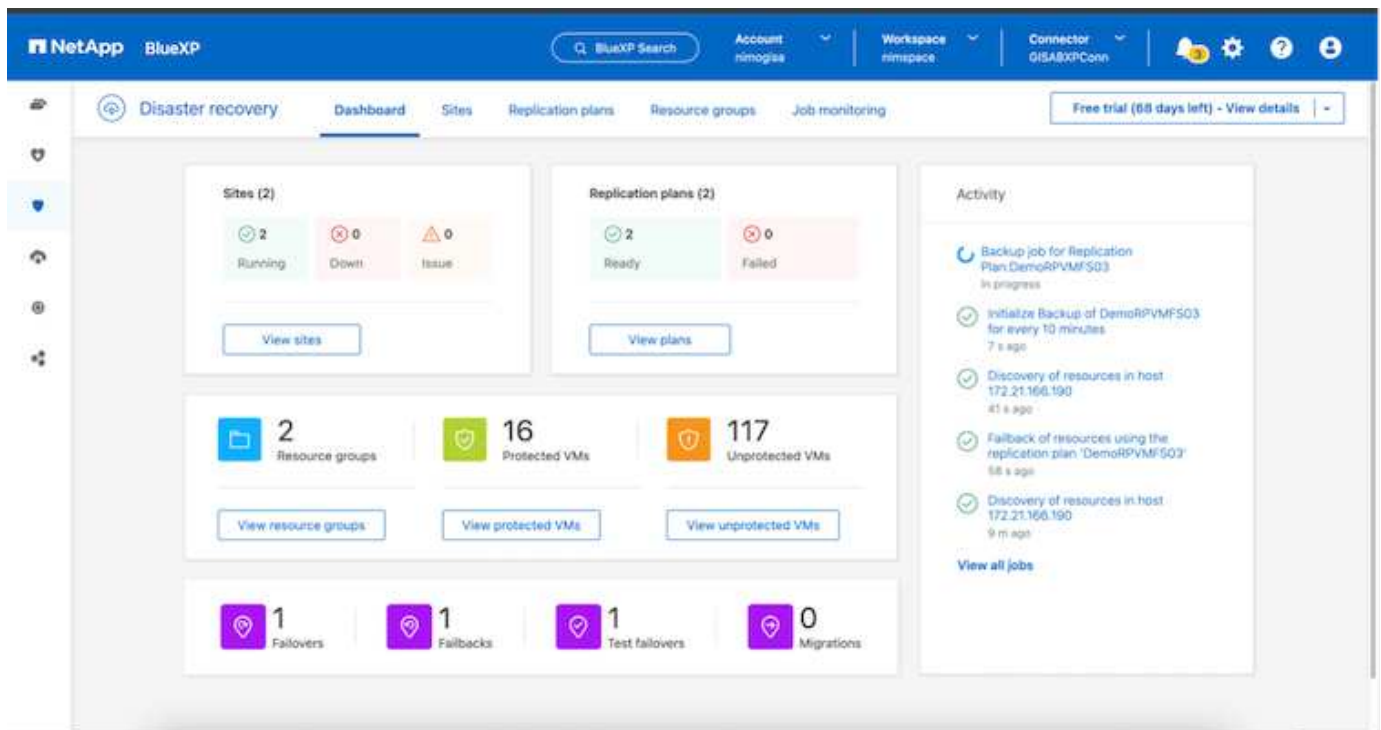 NetApp BlueXP
BlueXP Search
Account
nimogisa
Workspace
nimspace
Connector
GISABXPConn
3
Disaster recovery
Dashboard
Sites
Replication plans
Resource groups
Job monitoring
Free trial (68 days left) - View details
Sites (2)
2
Running
0
Down
0
Issue
View sites
Replication plans (2)
2
Ready
0
Failed
View plans
2
Resource groups
16
Protected VMs
117
Unprotected VMs
View resource groups
View protected VMs
View unprotected VMs
1
Failovers
1
Failbacks
1
Test failovers
0
Migrations
Activity
Backup job for Replication
Plan:DemoRPVMFS03
In progress
Initialize Backup of DemoRPVMFS03
for every 10 minutes
7 s ago
Discovery of resources in host
172.21.166.190
41 s ago
Failback of resources using the
replication plan 'DemoRPVMFS03'
58 s ago
Discovery of resources in host
172.21.166.190
9 m ago
View all jobs